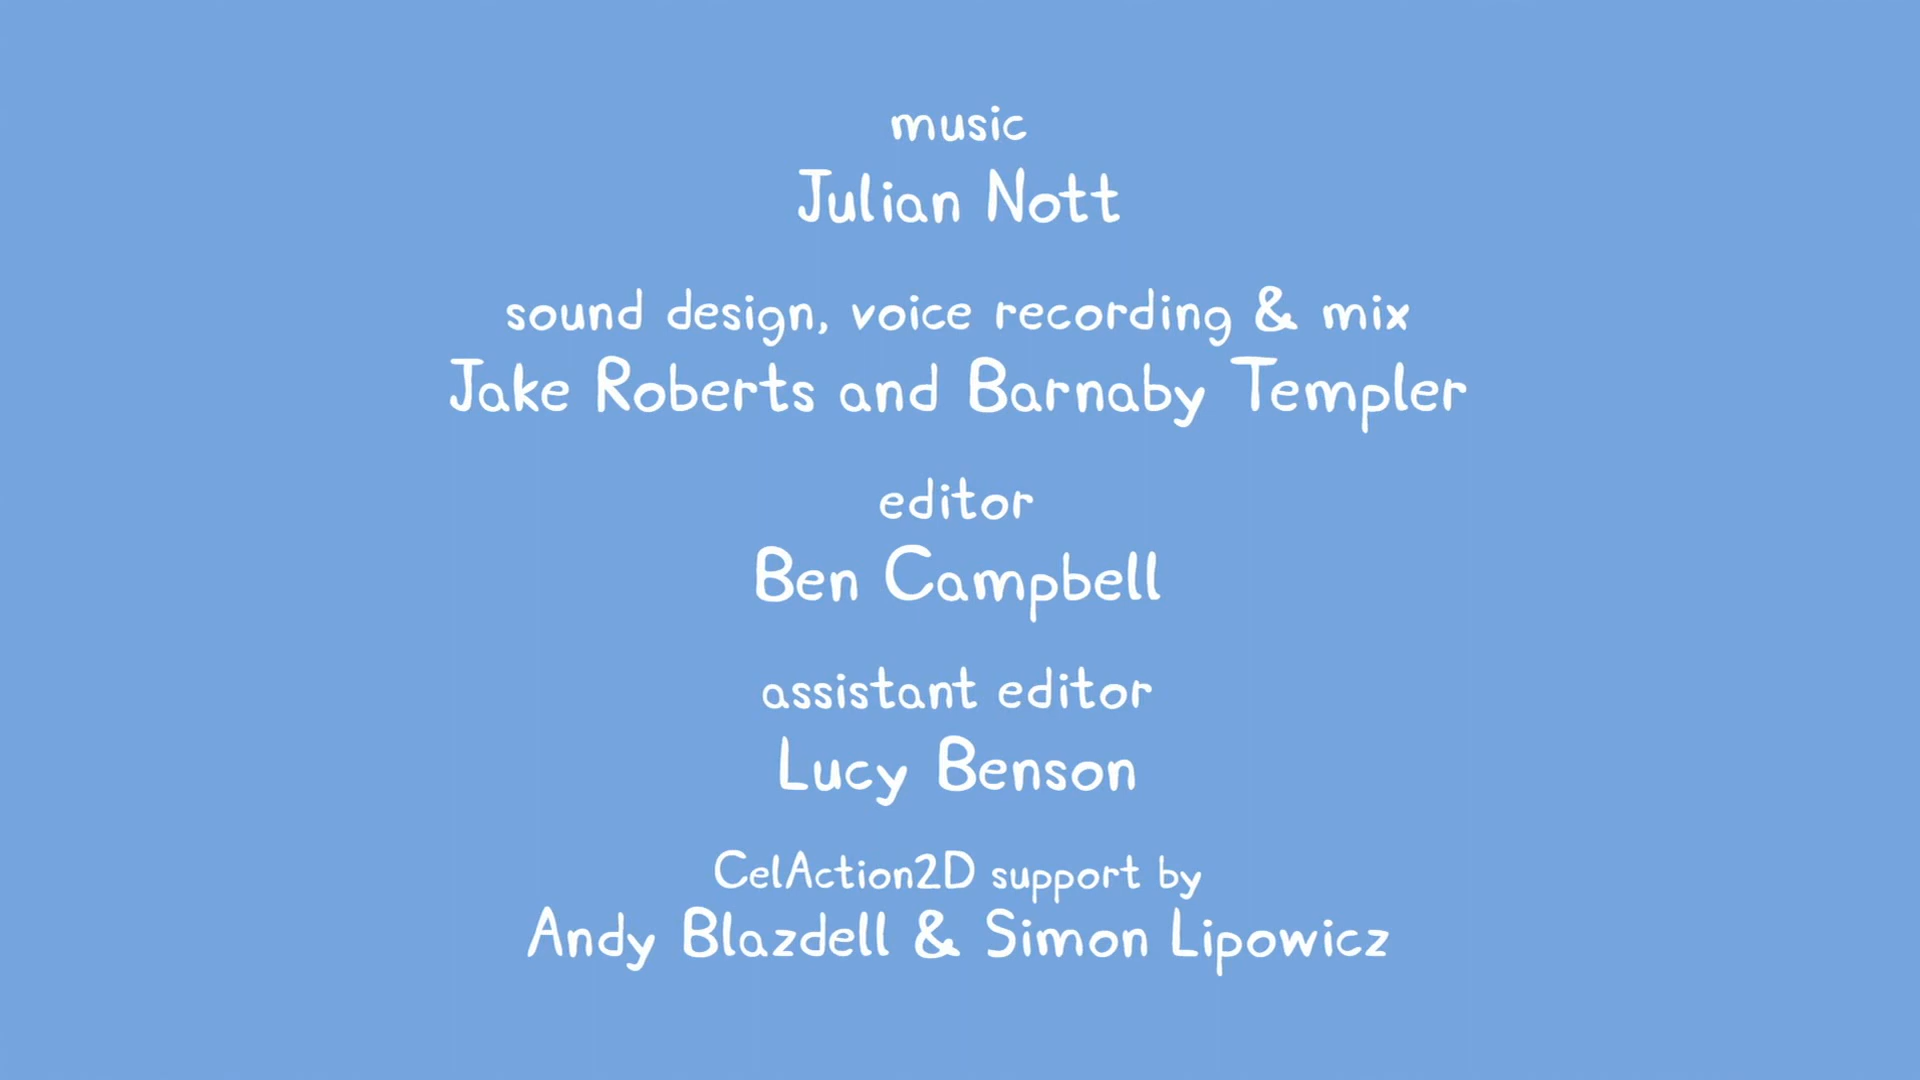 music
Julian Nott
sound design, voice recording & mix
Jake Roberts and Barnaby Templer
editor
Ben Campbell
assistant editor
Lucy Benson
CelAction2D support by
Andy Blazdell & Simon Lipowicz